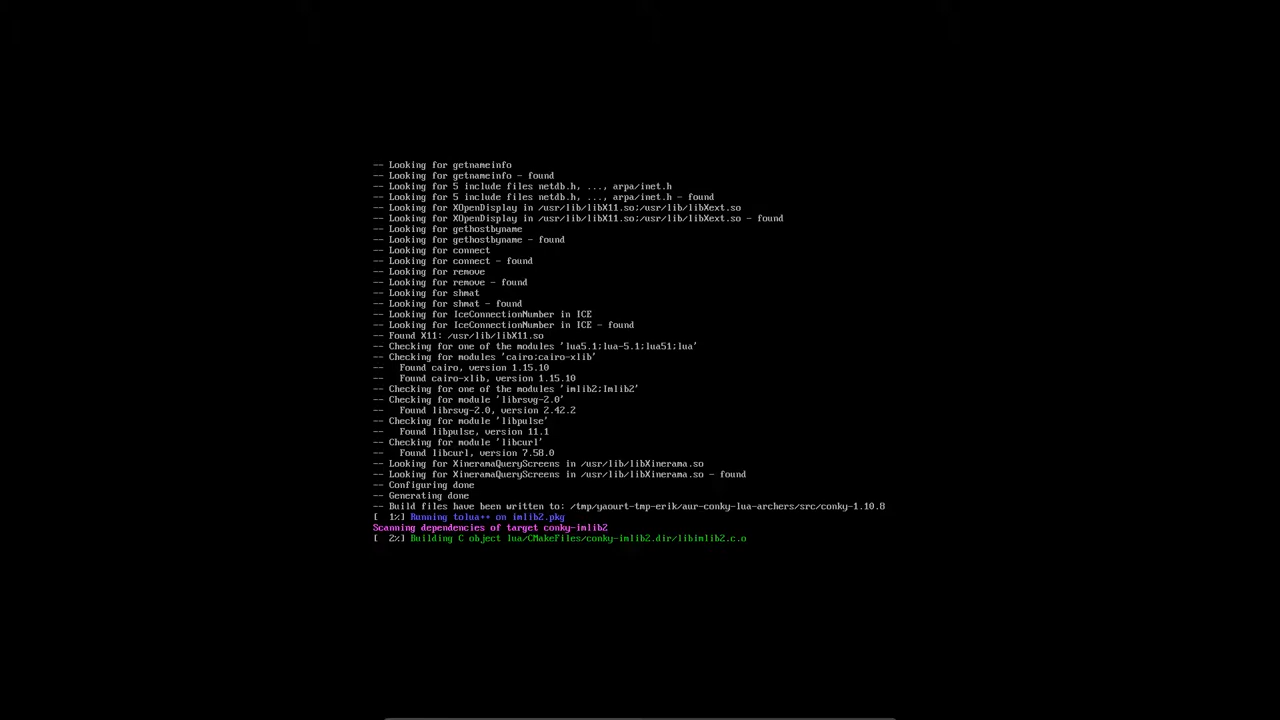 -- Looking for getnameinfo
-- Looking for getnameinfo - found
-- Looking for 5 include files netdb.h, ..., arpa/inet.h
-- Looking for 5 include files netdb.h, ..., arpa/inet.h - found
-- Looking for XOpenDisplay in /usr/lib/libX11.so;/usr/lib/libXext.so
-- Looking for XOpenDisplay in /usr/lib/libX11.so;/usr/lib/libXext.so - found
-- Looking for gethostbyname
-- Looking for gethostbyname - found
-- Looking for connect
-- Looking for connect - found
-- Looking for remove
-- Looking for remove - found
-- Looking for shmat
-- Looking for shmat - found
-- Looking for IceConnectionNumber in ICE
-- Looking for IceConnectionNumber in ICE - found
-- Found X11: /usr/lib/libX11.so
-- Checking for one of the modules 'lua5.1;lua-5.1;lua51;lua'
-- Checking for modules 'cairo;cairo-xlib'
--   Found cairo, version 1.15.10
--   Found cairo-xlib, version 1.15.10
-- Checking for one of the modules 'imlib2;Imlib2'
-- Checking for module 'librsvg-2.0'
--   Found librsvg-2.0, version 2.42.2
-- Checking for module 'libpulse'
--   Found libpulse, version 11.1
-- Checking for module 'libcurl'
--   Found libcurl, version 7.58.0
-- Looking for XineramaQueryScreens in /usr/lib/libXinerama.so
-- Looking for XineramaQueryScreens in /usr/lib/libXinerama.so - found
-- Configuring done
-- Generating done
-- Build files have been written to: /tmp/yaourt-tmp-erik/aur-conky-lua-archers/src/conky-1.10.8
[  1%] Running tolua++ on imlib2.pkg
Scanning dependencies of target conky-imlib2
[  2%] Building C object lua/CMakeFiles/conky-imlib2.dir/libimlib2.c.o